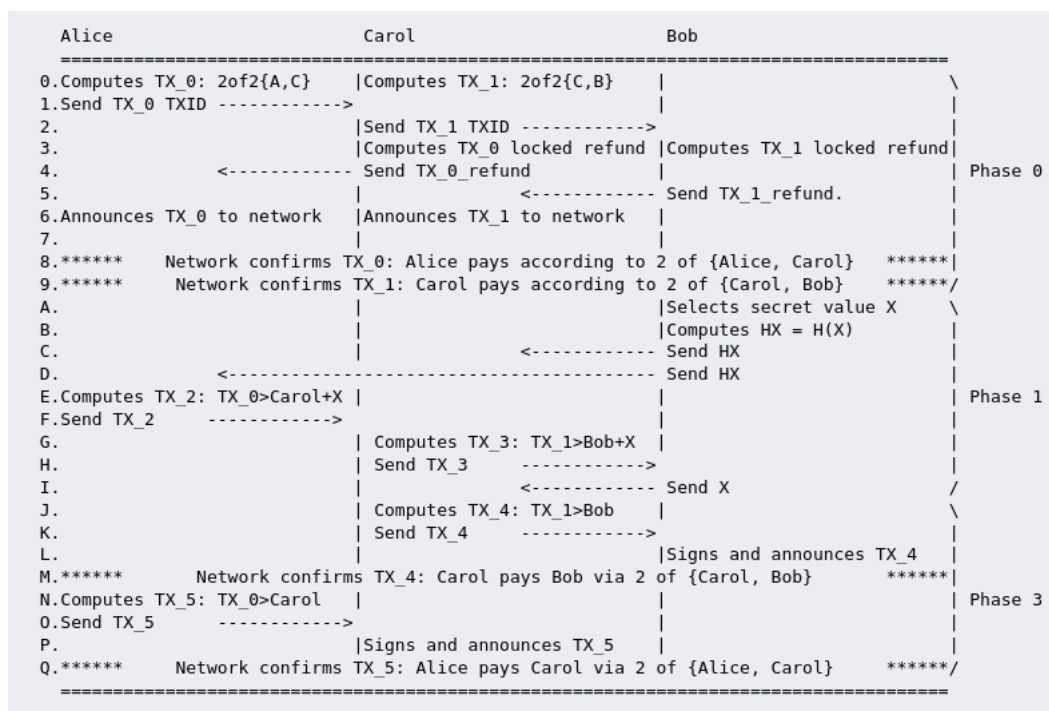 Alice                        Carol                        Bob
=====================================================================================
0.Computes TX_0: 2of2{A,C}    |Computes TX_1: 2of2{C,B}    |                           \
1.Send TX_0 TXID ------------>                             |                           |
2.                            |Send TX_1 TXID ------------>                            |
3.                            |Computes TX_0 locked refund |Computes TX_1 locked refund|
4.               <------------ Send TX_0_refund            |                           | Phase 0
5.                            |               <------------ Send TX_1_refund.          |
6.Announces TX_0 to network   |Announces TX_1 to network   |                           |
7.                            |                            |                           |
8.******    Network confirms TX_0: Alice pays according to 2 of {Alice, Carol}   ******|
9.******     Network confirms TX_1: Carol pays according to 2 of {Carol, Bob}    ******/
A.                            |                            |Selects secret value X     \
B.                            |                            |Computes HX = H(X)         |
C.                            |               <------------ Send HX                    |
D.               <----------------------------------------- Send HX                    |
E.Computes TX_2: TX_0>Carol+X |                            |                           | Phase 1
F.Send TX_2     ------------>                              |                           |
G.                            | Computes TX_3: TX_1>Bob+X  |                           |
H.                            | Send TX_3     ------------>                            |
I.                            |               <------------ Send X                     /
J.                            | Computes TX_4: TX_1>Bob    |                           \
K.                            | Send TX_4     ------------>                            |
L.                            |                            |Signs and announces TX_4   |
M.******       Network confirms TX_4: Carol pays Bob via 2 of {Carol, Bob}       ******|
N.Computes TX_5: TX_0>Carol   |                            |                           | Phase 3
O.Send TX_5      ------------>                             |                           |
P.                            |Signs and announces TX_5    |                           |
Q.******     Network confirms TX_5: Alice pays Carol via 2 of {Alice, Carol}     ******/
=====================================================================================